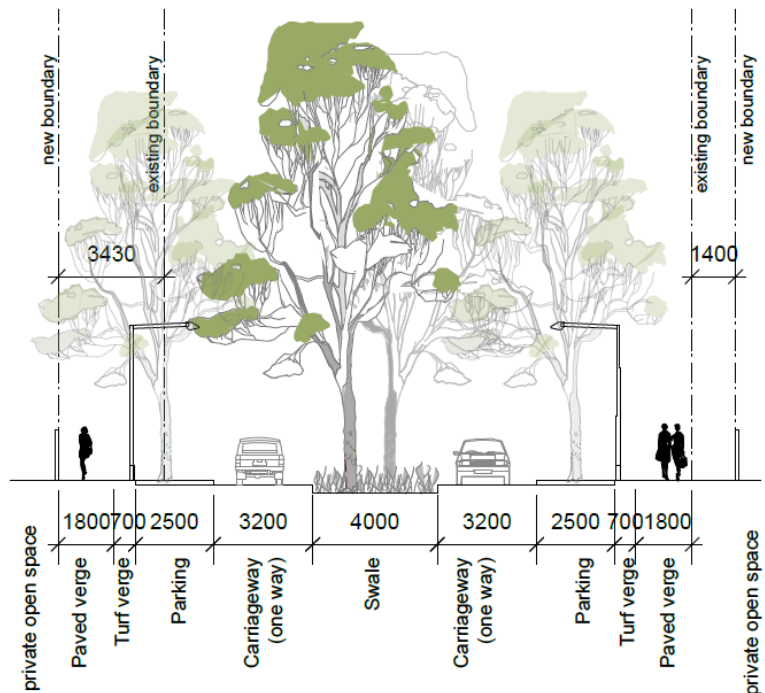 new boundary
existing boundary
existing boundary
new boundary
3430
1400
1800 700 2500 3200 4000 3200 2500 700 1800
private open space
Paved verge
Turf verge
Parking
Carriageway
(one way)
Swale
Carriageway
(one way)
Parking
Turf verge
Paved verge
private open space